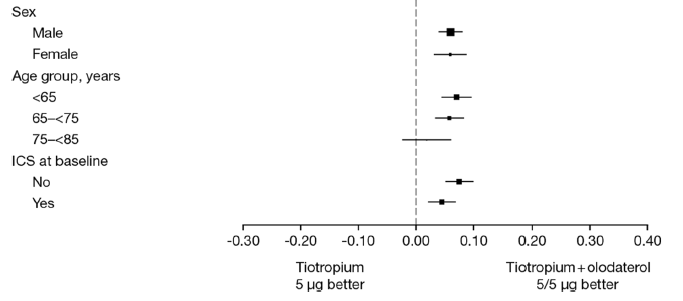 Sex
Male
Female
Age group, years
<65
65–<75
75–<85
ICS at baseline
No
Yes
-0.30 -0.20 -0.10 0.00 0.10 0.20 0.30 0.40
Tiotropium Tiotropium+olodaterol
5 µg better 5/5 µg better